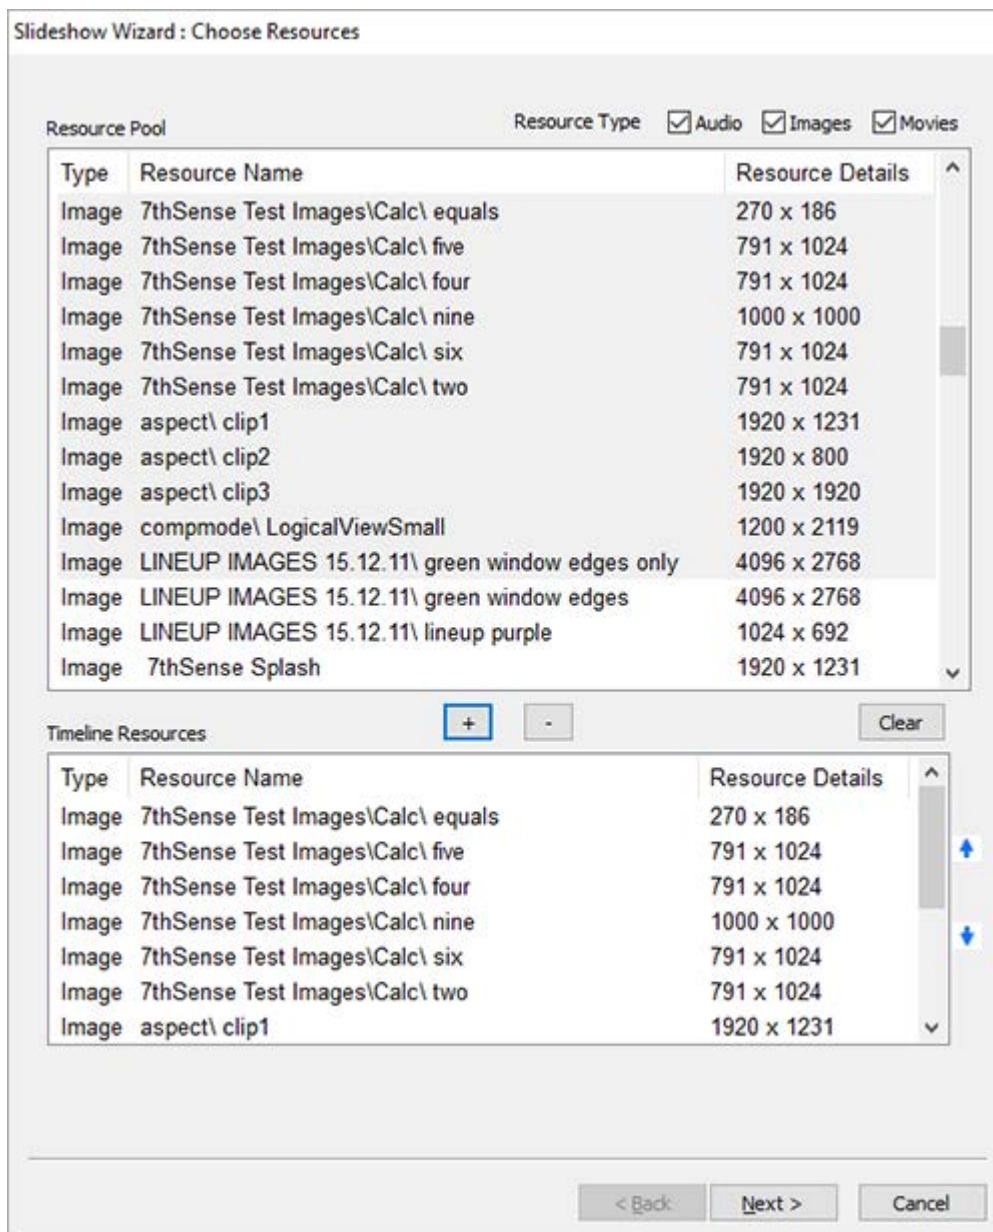 Slideshow Wizard : Choose Resources
Resource Pool Resource Type Audio Images Movies
Type Resource Name Resource Details
Image 7thSense Test Images\Calc\ equals 270 x 186
Image 7thSense Test Images\Calc\ five 791 x 1024
Image 7thSense Test Images\Calc\ four 791 x 1024
Image 7thSense Test Images\Calc\ nine 1000 x 1000
Image 7thSense Test Images\Calc\ six 791 x 1024
Image 7thSense Test Images\Calc\ two 791 x 1024
Image aspect\ clip1 1920 x 1231
Image aspect\ clip2 1920 x 800
Image aspect\ clip3 1920 x 1920
Image compmode\ LogicalViewSmall 1200 x 2119
Image LINEUP IMAGES 15.12.11\ green window edges only 4096 x 2768
Image LINEUP IMAGES 15.12.11\ green window edges 4096 x 2768
Image LINEUP IMAGES 15.12.11\ lineup purple 1024 x 692
Image 7thSense Splash 1920 x 1231
Timeline Resources + - Clear
Type Resource Name Resource Details
Image 7thSense Test Images\Calc\ equals 270 x 186
Image 7thSense Test Images\Calc\ five 791 x 1024
Image 7thSense Test Images\Calc\ four 791 x 1024
Image 7thSense Test Images\Calc\ nine 1000 x 1000
Image 7thSense Test Images\Calc\ six 791 x 1024
Image 7thSense Test Images\Calc\ two 791 x 1024
Image aspect\ clip1 1920 x 1231
< Back Next > Cancel